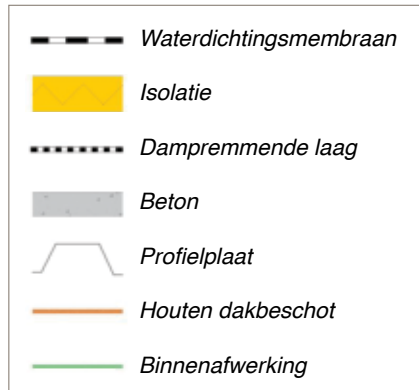 Waterdichtingsmembraan
Isolatie
Dampremmende laag
Beton
Profielplaat
Houten dakbeschot
Binnenafwerking